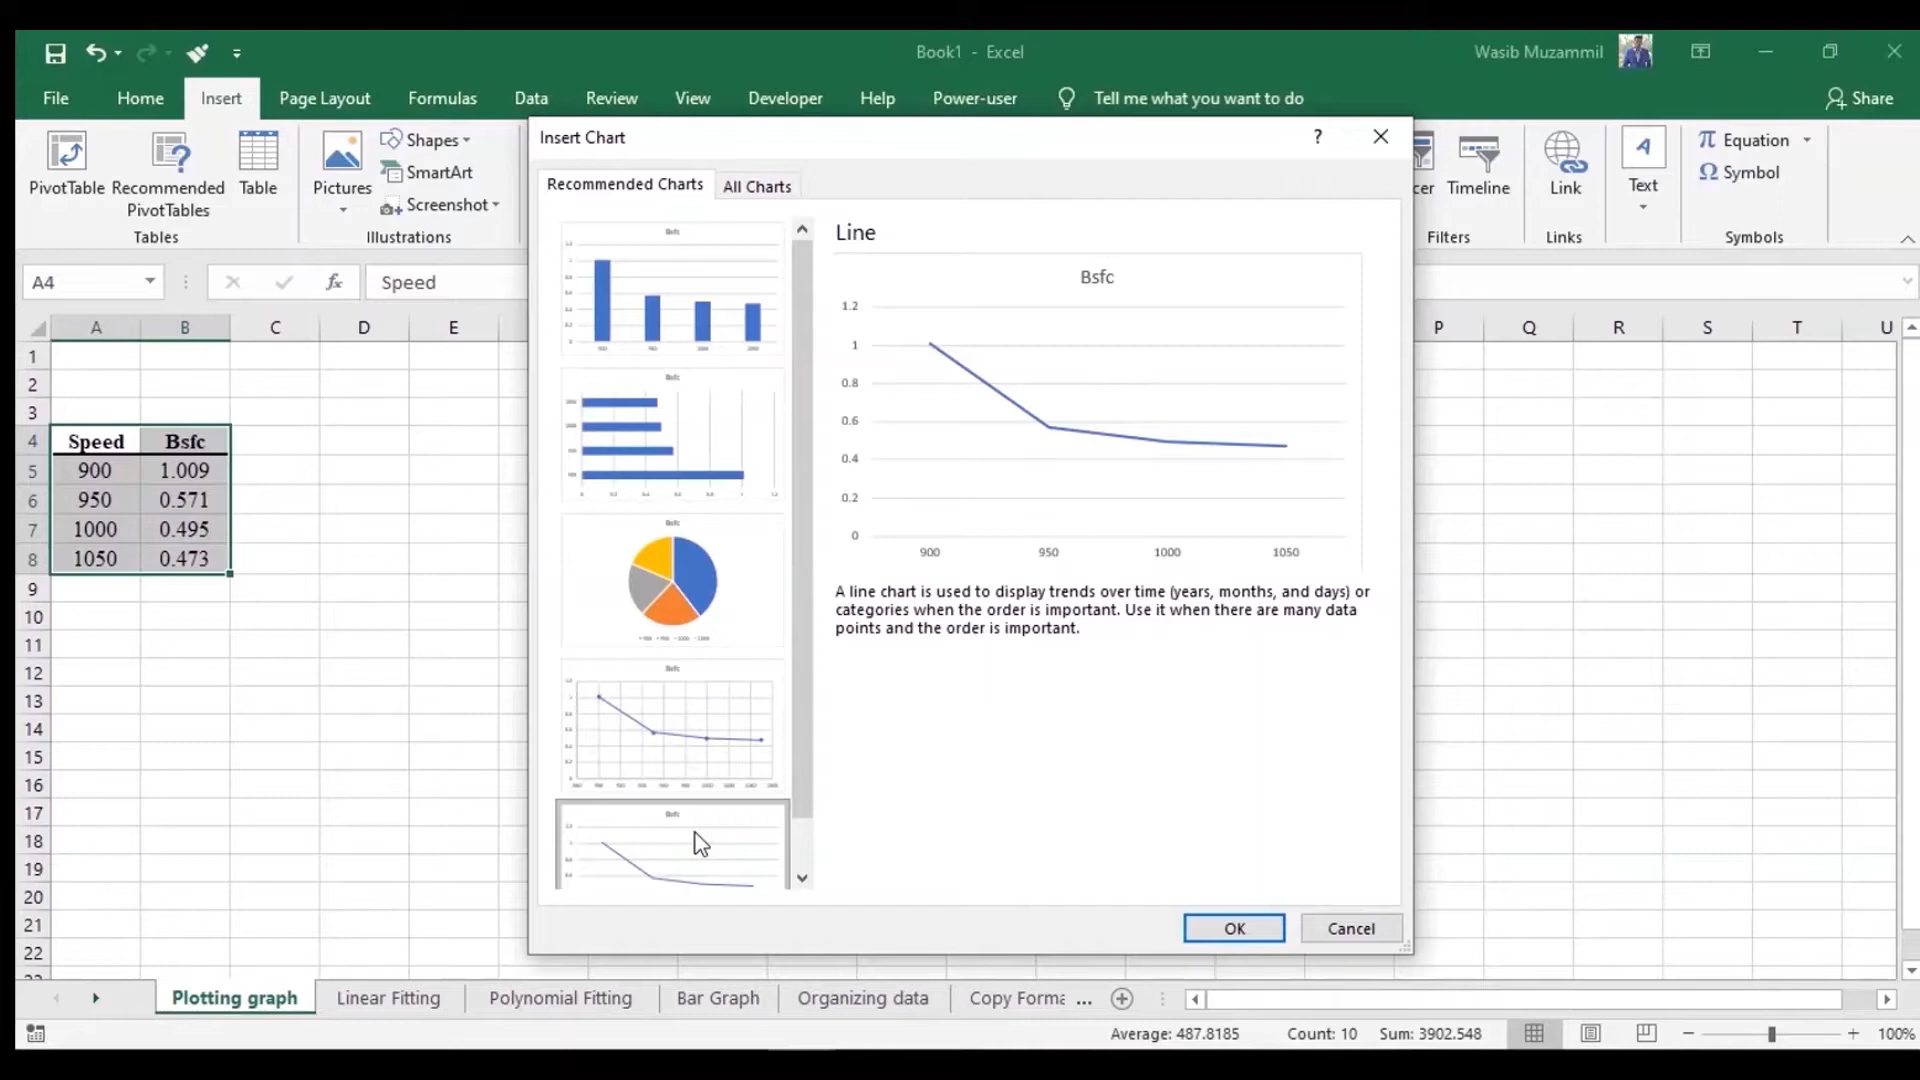 Book1 - Excel
Wasib Muzammil
File Home Insert Page Layout Formulas Data Review View Developer Help Power-user Tell me what you want to do Share
PivotTable
Recommended
PivotTables
Table
Tables
Pictures
Shapes
SmartArt
Screenshot
Illustrations
Insert Chart
?
Timeline
Filters
Link
Links
Text
Equation
Symbol
Symbols
A4
fx
Speed
A B C D E P Q R S T U
1
2
3
4 Speed Bsfc
5 900 1.009
6 950 0.571
7 1000 0.495
8 1050 0.473
9
10
11
12
13
14
15
16
17
18
19
20
21
22
Recommended Charts All Charts
Bsfc
Bsfc
Bsfc
Bsfc
Bsfc
Line
Bsfc
1.2
1
0.8
0.6
0.4
0.2
0
900 950 1000 1050
A line chart is used to display trends over time (years, months, and days) or
categories when the order is important. Use it when there are many data
points and the order is important.
OK Cancel
Plotting graph Linear Fitting Polynomial Fitting Bar Graph Organizing data Copy Forma ...
Average: 487.8185 Count: 10 Sum: 3902.548 100%